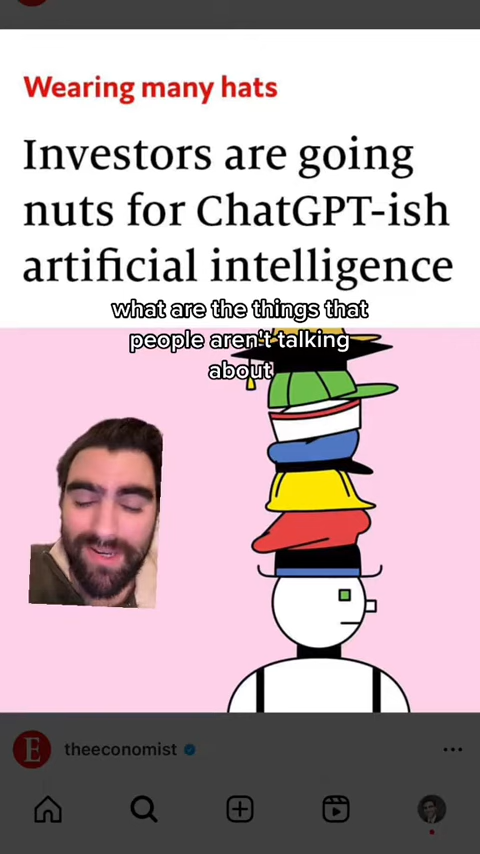 Wearing many hats
Investors are going
nuts for ChatGPT-ish
artificial intelligence
what are the things that
people aren't talking
about
E
theeconomist